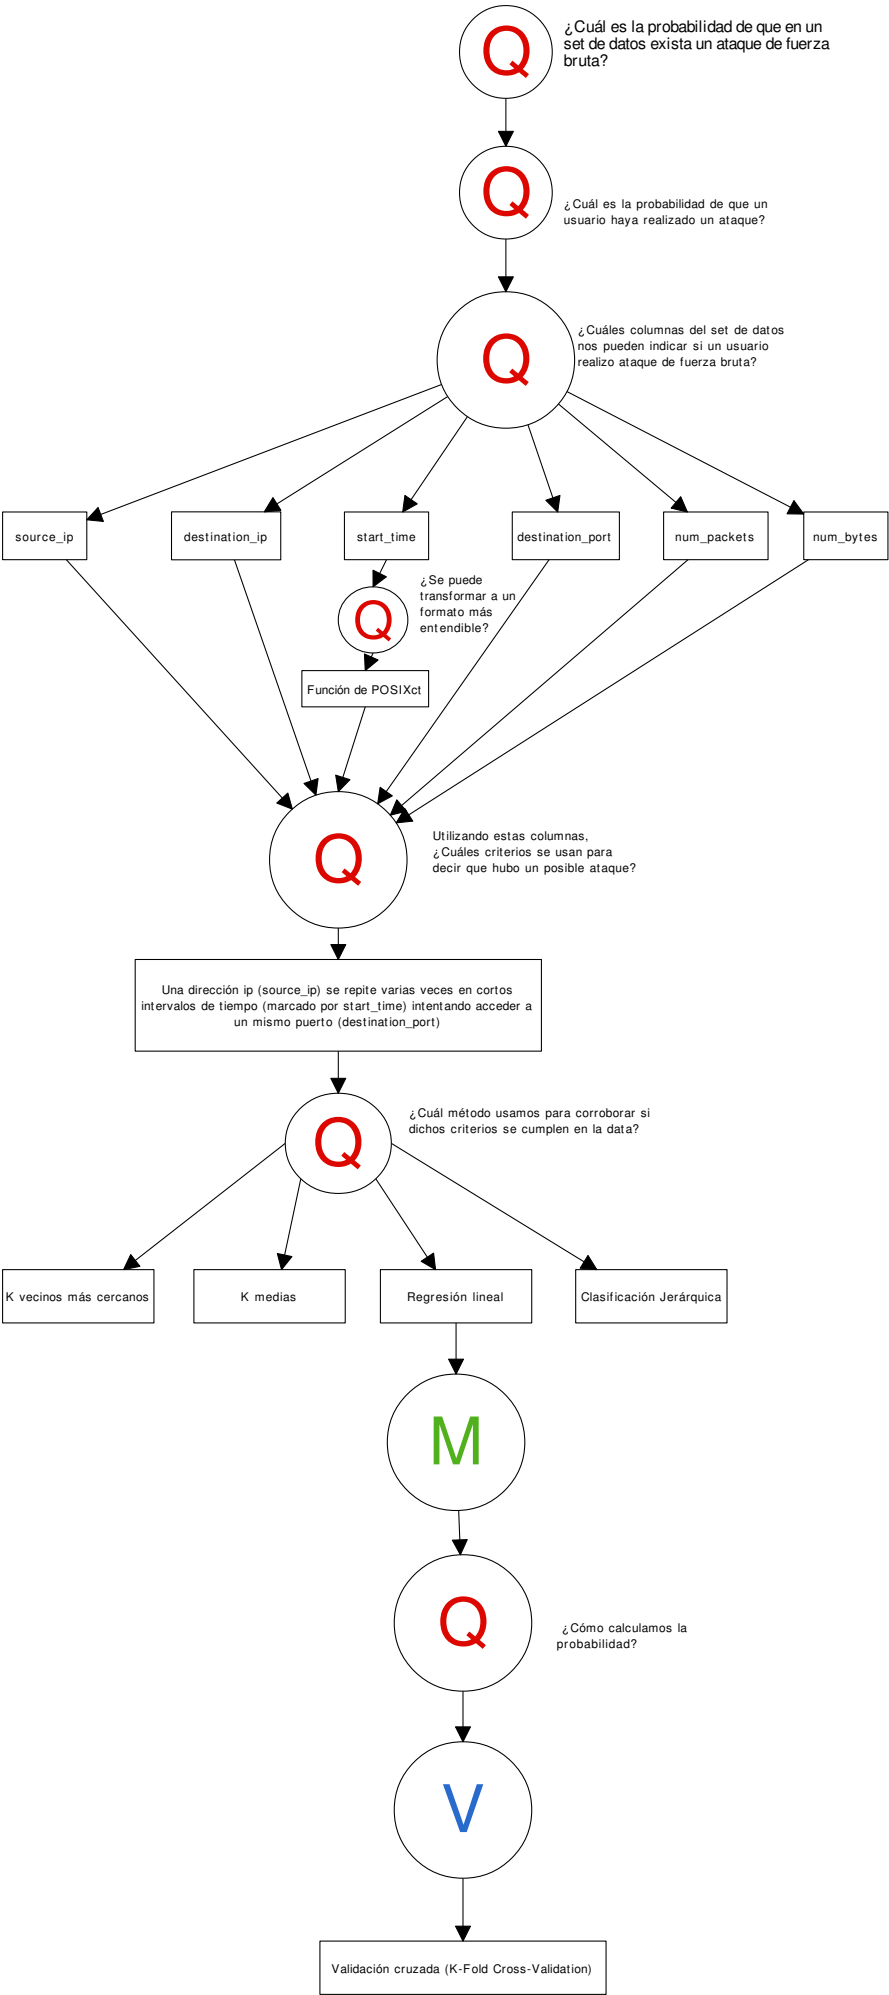 Q
¿Cuál es la probabilidad de que en un
set de datos exista un ataque de fuerza
bruta?
Q
¿Cuál es la probabilidad de que un
usuario haya realizado un ataque?
Q
¿Cuáles columnas del set de datos
nos pueden indicar si un usuario
realizo ataque de fuerza bruta?
source_ip
destination_ip
start_time
destination_port
num_packets
num_bytes
Q
¿Se puede
transformar a un
formato más
entendible?
Función de POSIXct
Q
Utilizando estas columnas,
¿Cuáles criterios se usan para
decir que hubo un posible ataque?
Una dirección ip (source_ip) se repite varias veces en cortos
intervalos de tiempo (marcado por start_time) intentando acceder a
un mismo puerto (destination_port)
Q
¿Cuál método usamos para corroborar si
dichos criterios se cumplen en la data?
K vecinos más cercanos
K medias
Regresión lineal
Clasificación Jerárquica
M
Q
¿Cómo calculamos la
probabilidad?
V
Validación cruzada (K-Fold Cross-Validation)